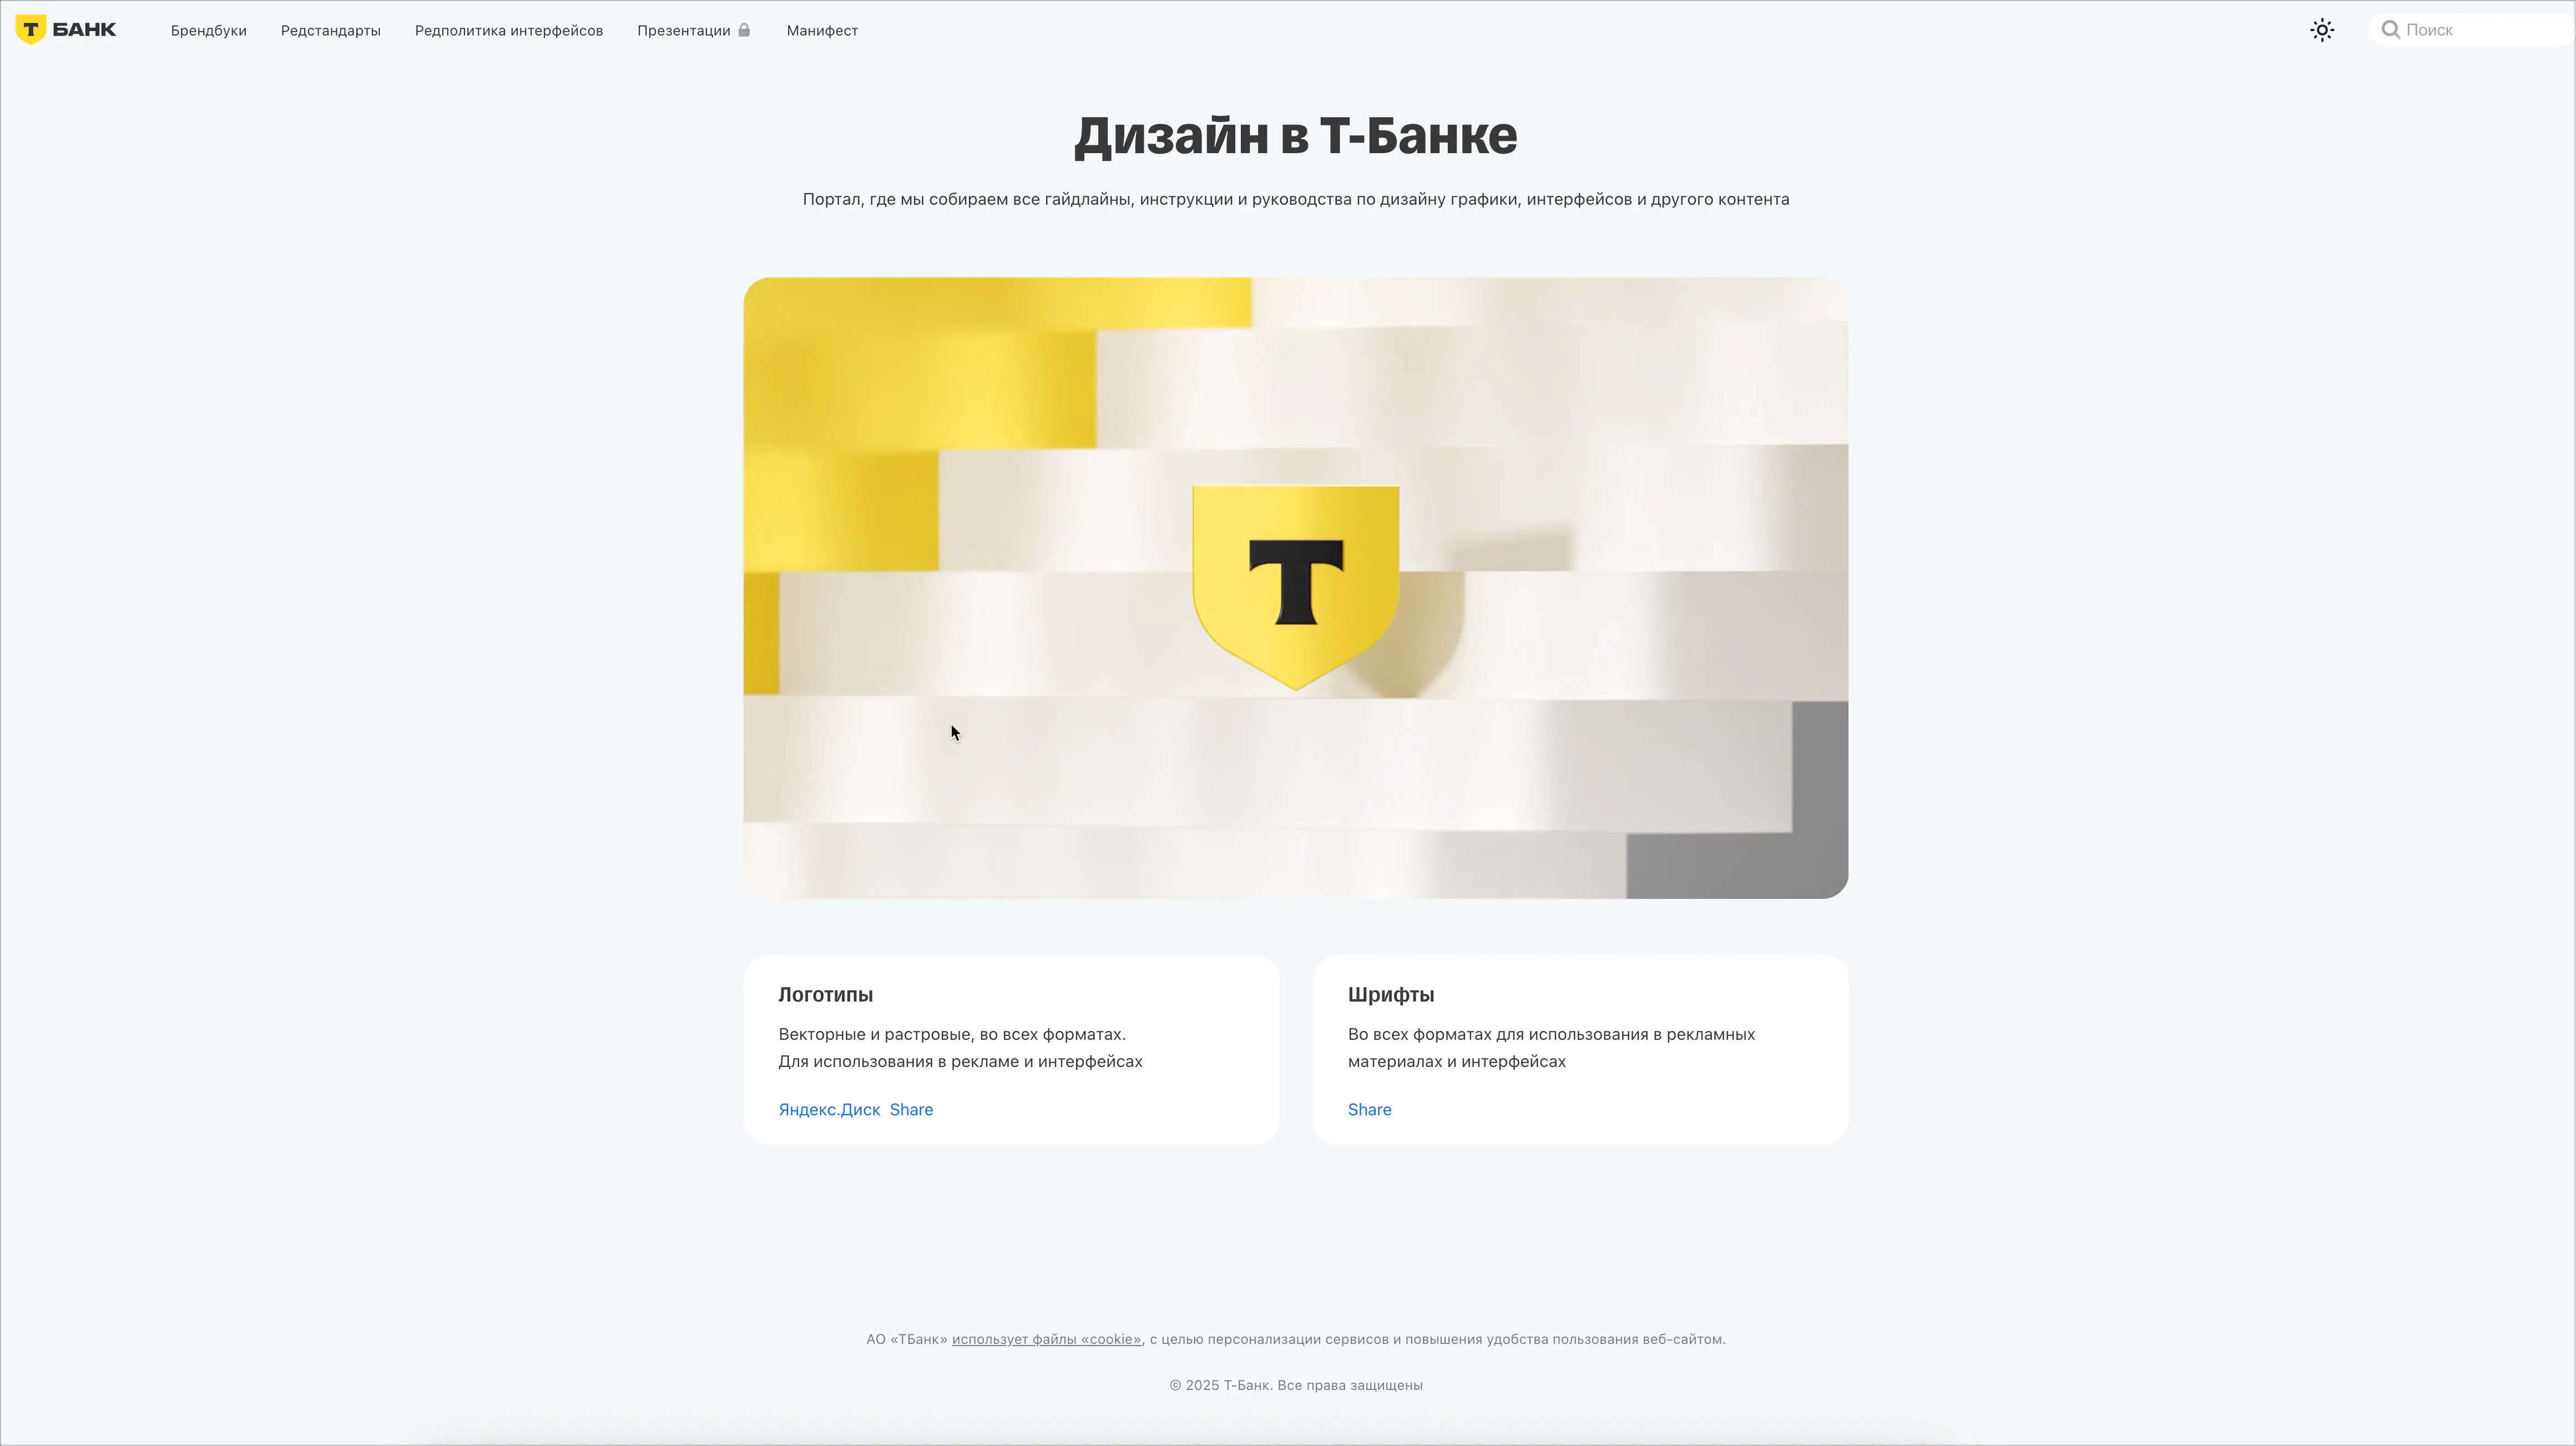 Т БАНК
Брендбуки
Редстандарты
Редполитика интерфейсов
Презентации
Манифест
Поиск
Дизайн в Т-Банке
Портал, где мы собираем все гайдлайны, инструкции и руководства по дизайну графики, интерфейсов и другого контента
Т
Логотипы
Векторные и растровые, во всех форматах.
Для использования в рекламе и интерфейсах
Яндекс.Диск Share
Шрифты
Во всех форматах для использования в рекламных
материалах и интерфейсах
Share
АО «ТБанк» использует файлы «cookie», с целью персонализации сервисов и повышения удобства пользования веб-сайтом.
© 2025 Т-Банк. Все права защищены